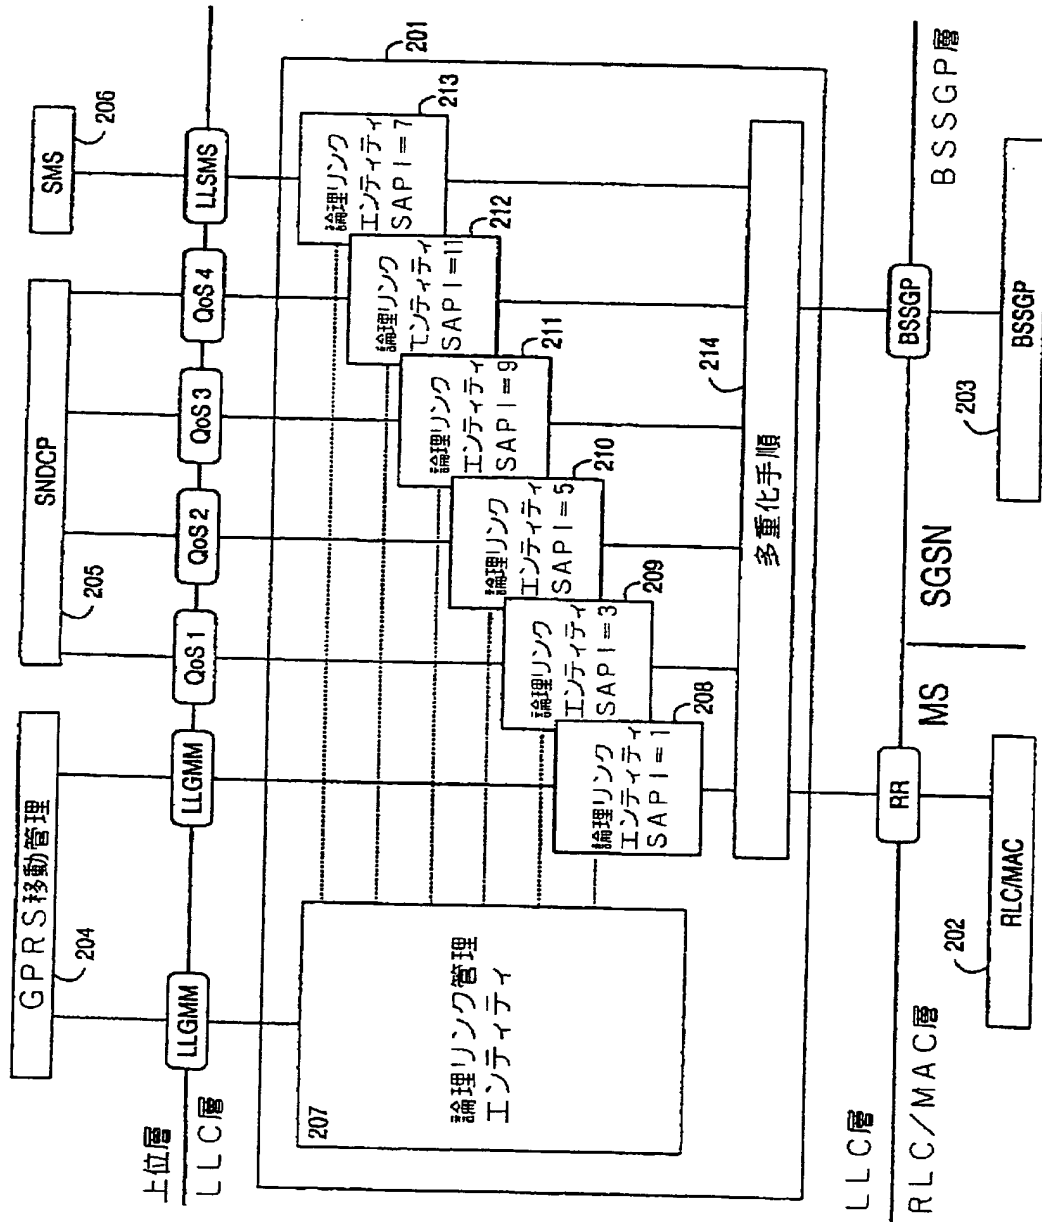 GPRS移動管理
204
SNDCP
205
SMS
206
上位層
LLC層
LLGMM
LLGMM
QoS 1
QoS 2
QoS 3
QoS 4
LLSMS
201
207
論理リンク管理
エンティティ
論理リンク
エンティティ
SAPI=1
208
論理リンク
エンティティ
SAPI=3
209
論理リンク
エンティティ
SAPI=5
210
論理リンク
エンティティ
SAPI=9
211
論理リンク
エンティティ
SAPI=11
212
論理リンク
エンティティ
SAPI=7
213
多重化手順
214
LLC層
RLC/MAC層
RR
MS
SGSN
BSSGP
BSSGP層
202
RLC/MAC
203
BSSGP